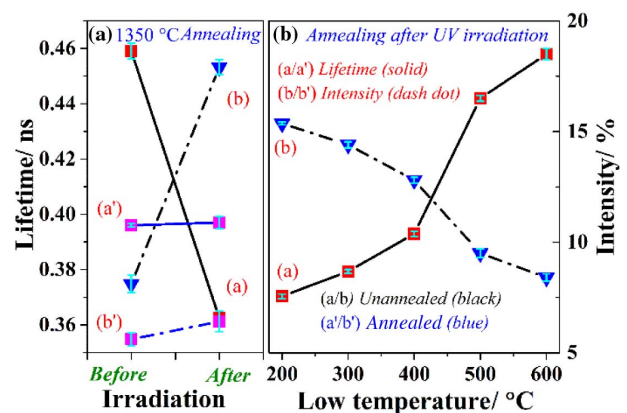 (a) 1350 °C Annealing
(b) Annealing after UV irradiation
(a/a') Lifetime (solid)
(b/b') Intensity (dash dot)
(b)
(a')
(a)
(b')
(b)
(a)
(a/b) Unannealed (black)
(a'/b') Annealed (blue)
Lifetime/ ns
0.46
0.44
0.42
0.40
0.38
0.36
Intensity/ %
20
15
10
5
Before
After
200
300
400
500
600
Irradiation
Low temperature/ °C